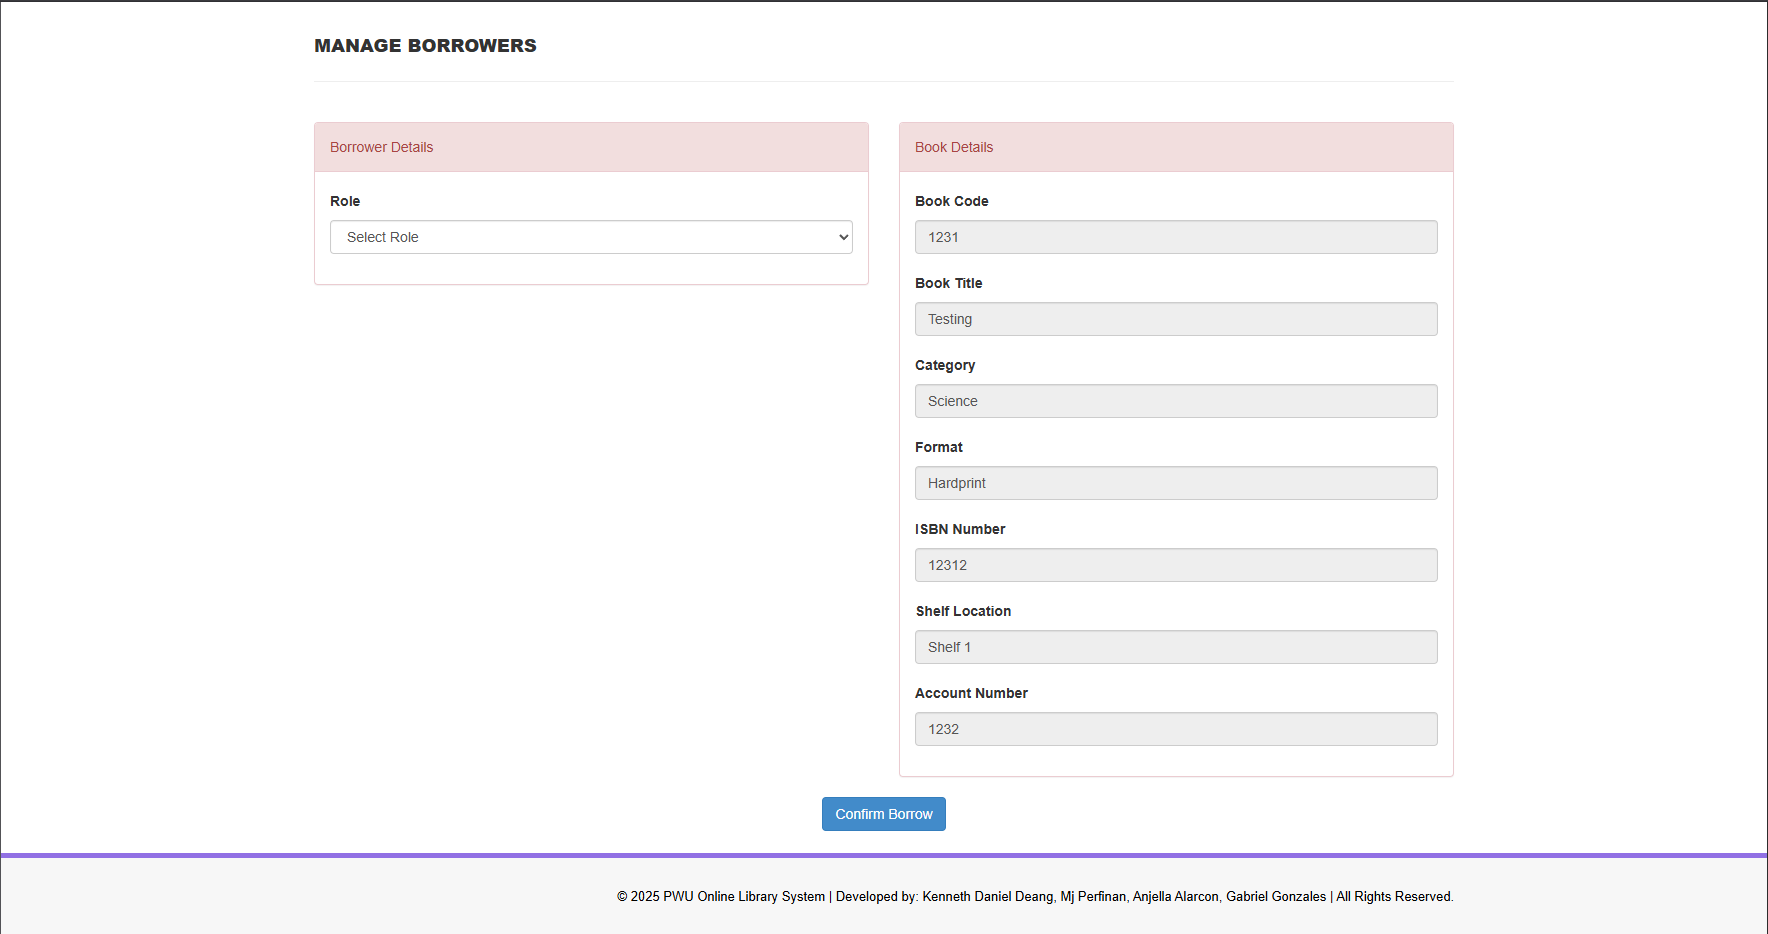 MANAGE BORROWERS
Borrower Details
Role
Select Role
Book Details
Book Code
1231
Book Title
Testing
Category
Science
Format
Hardprint
ISBN Number
12312
Shelf Location
Shelf 1
Account Number
1232
Confirm Borrow
© 2025 PWU Online Library System | Developed by: Kenneth Daniel Deang, Mj Perfinan, Anjella Alarcon, Gabriel Gonzales | All Rights Reserved.